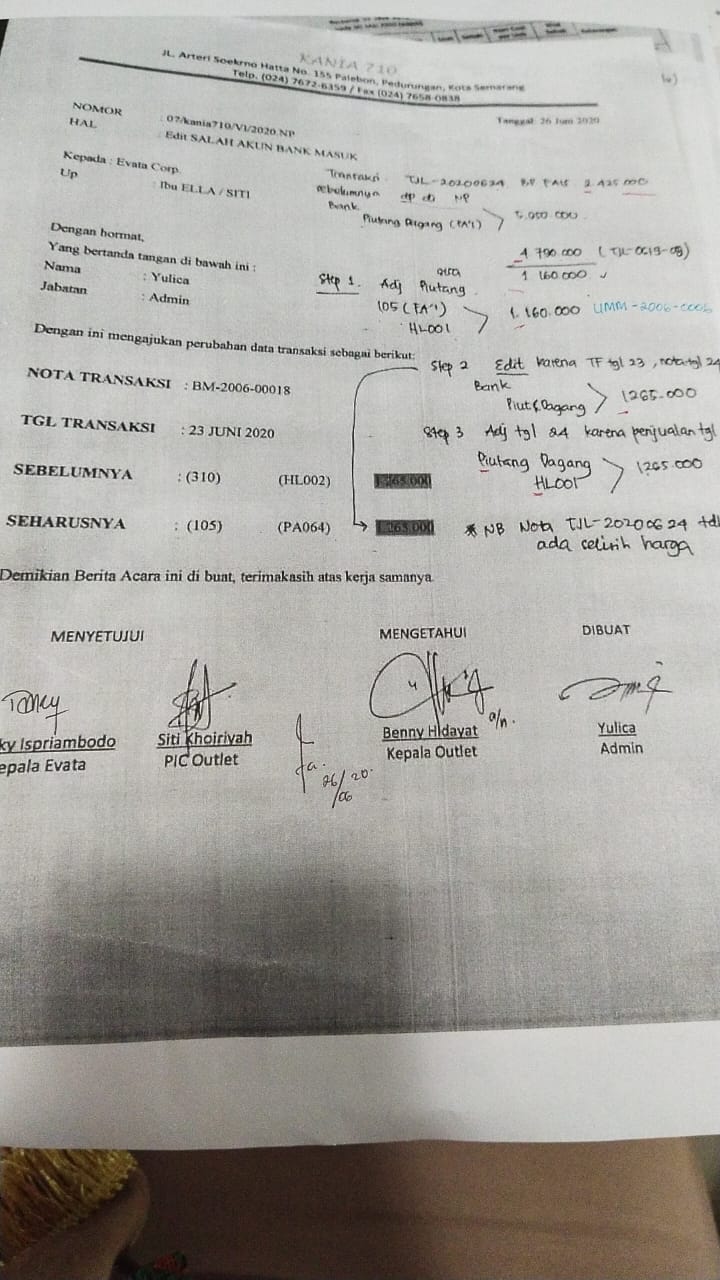 KANIA 710
JL. Arteri Soekrno Hatta No. 155 Palebon, Pedurungan, Kota Semarang
Telp. (024) 7672-6359 / Fax (024) 7658-0838
Tanggal: 26 Juni 2020
NOMOR : 07/kania710/VI/2020.NP
HAL : Edit SALAH AKUN BANK MASUK
Kepada : Evata Corp.
Up : Ibu ELLA / SITI
Transaksi TJL-20200624 2.425.000
sebelumnya dp di NP
Bank
Piutang Dagang (FA'1) 5.950.000
4 790.000 (TJL-0619-09)
1 160.000
Dengan hormat,
Yang bertanda tangan di bawah ini :
Nama : Yulica
Jabatan : Admin
Step 1. Adj Piutang
105 (FA'1)
HL001
1.160.000 UMM-2006-0006
Dengan ini mengajukan perubahan data transaksi sebagai berikut:
Step 2 Edit karena TF tgl 23, nota tgl 24
Bank
Piut. Dagang 1265.000
NOTA TRANSAKSI : BM-2006-00018
TGL TRANSAKSI : 23 JUNI 2020
Step 3 Adj tgl 24 karena penjualan tgl
Piutang Dagang 1265.000
HL001
SEBELUMNYA : (310) (HL002) 1.265.000
SEHARUSNYA : (105) (PA064) 1.265.000
* NB Nota TJL-20200624 tdk
ada selisih harga
Demikian Berita Acara ini di buat, terimakasih atas kerja samanya.
MENYETUJUI MENGETAHUI DIBUAT
a/n.
ky Ispriambodo Siti Khoiriyah Benny Hidayat Yulica
epala Evata PIC Outlet Kepala Outlet Admin
26/06 20